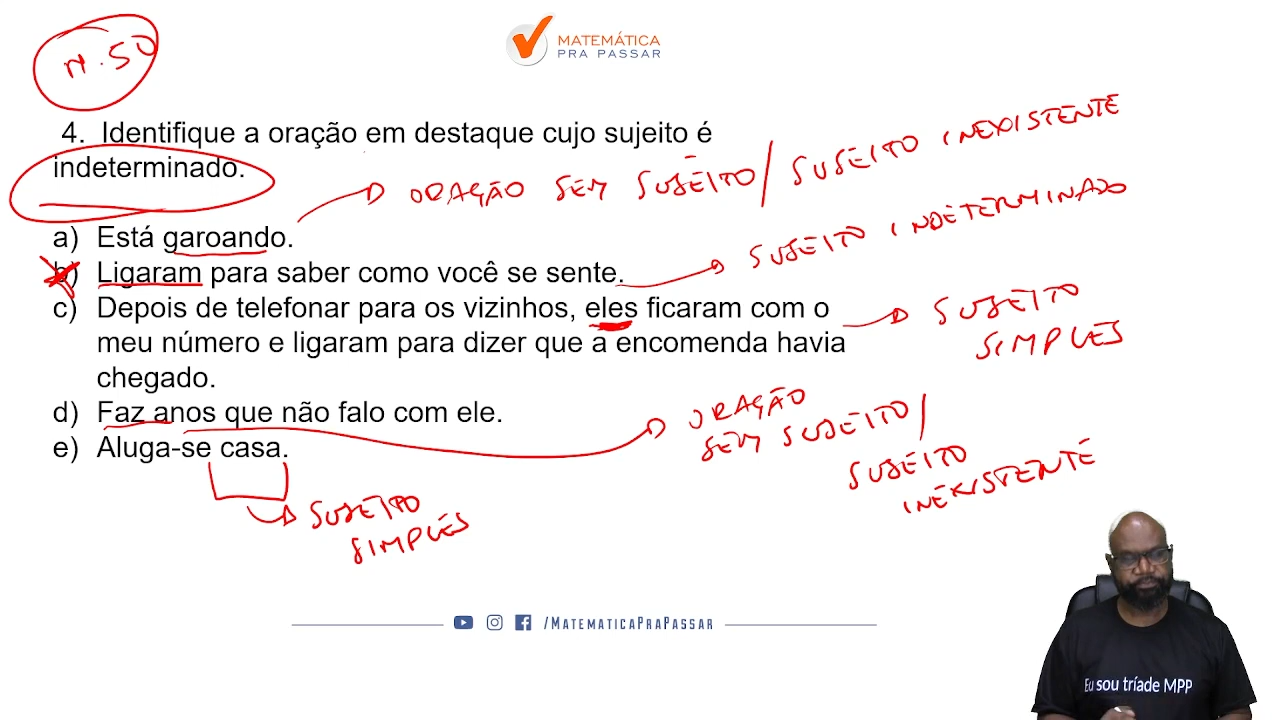 N.50
MATEMÁTICA
PRA PASSAR
4. Identifique a oração em destaque cujo sujeito é
indeterminado.
ORAÇÃO SEM SUJEITO / SUJEITO INEXISTENTE
a) Está garoando.
SUJEITO INDETERMINADO
b) Ligaram para saber como você se sente.
c) Depois de telefonar para os vizinhos, eles ficaram com o
meu número e ligaram para dizer que a encomenda havia
chegado.
SUJEITO
SIMPLES
d) Faz anos que não falo com ele.
ORAÇÃO
SEM SUJEITO /
SUJEITO
INEXISTENTE
e) Aluga-se casa.
SUJEITO
SIMPLES
/MATEMATICAPRAPASSAR
Eu sou tríade MPP